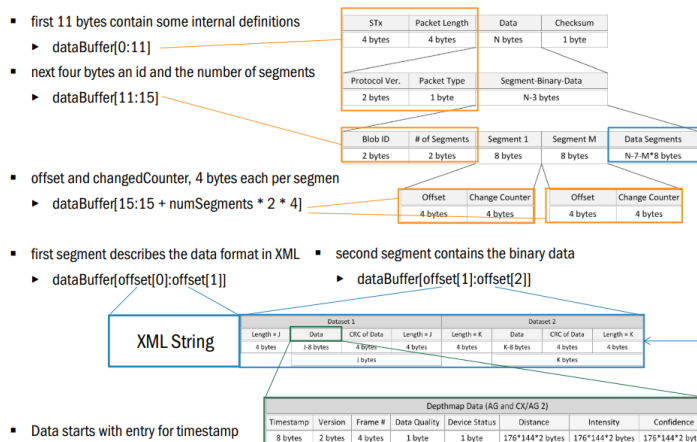 first 11 bytes contain some internal definitions
dataBuffer[0:11]
next four bytes an id and the number of segments
dataBuffer[11:15]
STx Packet Length Data Checksum
4 bytes 4 bytes N bytes 1 byte
Protocol Ver. Packet Type Segment-Binary-Data
2 bytes 1 byte N-3 bytes
Blob ID # of Segments Segment 1 Segment M Data Segments
2 bytes 2 bytes 8 bytes 8 bytes N-7-M*8 bytes
offset and changedCounter, 4 bytes each per segmen
dataBuffer[15:15 + numSegments * 2 * 4]
Offset Change Counter Offset Change Counter
4 bytes 4 bytes 4 bytes 4 bytes
first segment describes the data format in XML
dataBuffer[offset[0]:offset[1]]
second segment contains the binary data
dataBuffer[offset[1]:offset[2]]
XML String
Dataset 1 Dataset 2
Length = J Data CRC of Data Length = J Length = K Data CRC of Data Length = K
4 bytes J-8 bytes 4 bytes 4 bytes 4 bytes K-8 bytes 4 bytes 4 bytes
J bytes K bytes
Depthmap Data (AG and CX/AG 2)
Timestamp Version Frame # Data Quality Device Status Distance Intensity Confidence
8 bytes 2 bytes 4 bytes 1 byte 1 byte 176*144*2 bytes 176*144*2 bytes 176*144*2 byt
Data starts with entry for timestamp